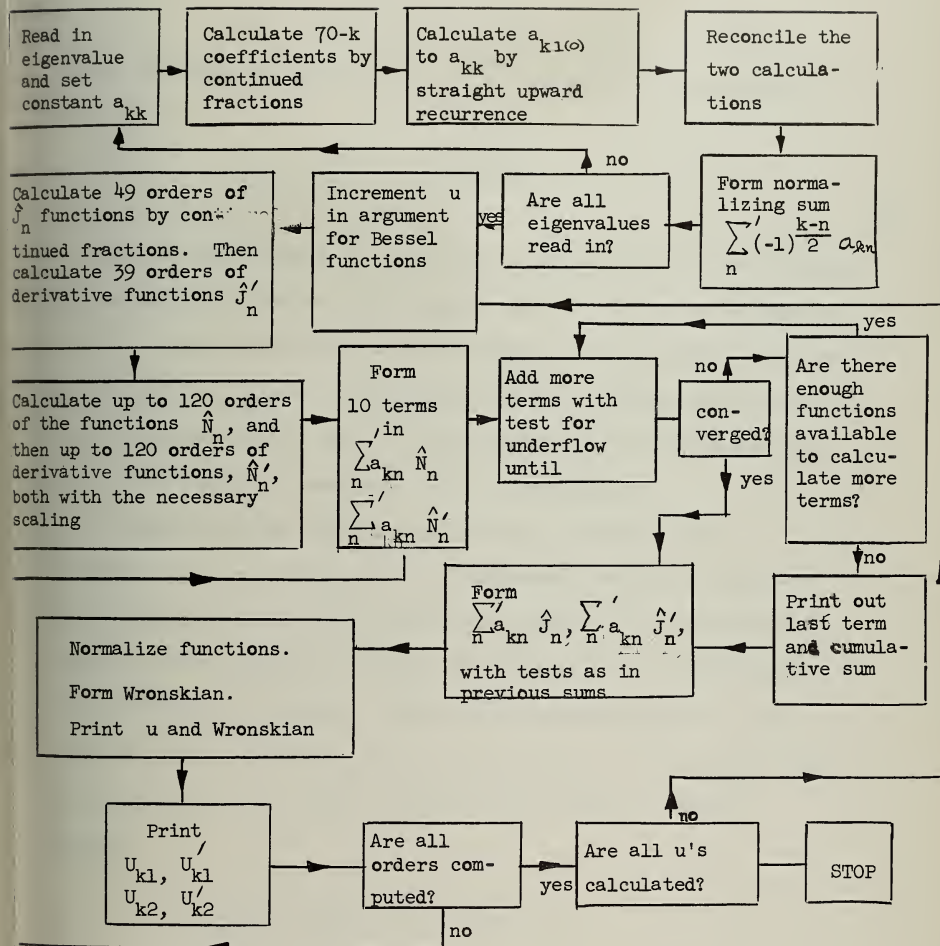 Read in
eigenvalue
and set
constant a_kk
Calculate 70-k
coefficients by
continued
fractions
Calculate a_k1(0)
to a_kk by
straight upward
recurrence
Reconcile the
two calcula-
tions
no
Form norma-
lizing sum
∑'_n (-1)^(k-n)/2 a_kn
Are all
eigenvalues
read in?
yes
Increment u
in argument
for Bessel
functions
Calculate 49 orders of
Ĵ_n functions by con-
tinued fractions. Then
calculate 39 orders of
derivative functions Ĵ'_n
Calculate up to 120 orders
of the functions N̂_n, and
then up to 120 orders of
derivative functions, N̂'_n,
both with the necessary
scaling
Form
10 terms
in
∑'_n a_kn N̂_n
∑'_n a_kn N̂'_n
Add more
terms with
test for
underflow
until
no
con-
verged?
yes
yes
Are there
enough
functions
available
to calcu-
late more
terms?
no
Print out
last term
and cumula-
tive sum
Form
∑'_n a_kn Ĵ_n, ∑'_n a_kn Ĵ'_n,
with tests as in
previous sums
Normalize functions.
Form Wronskian.
Print u and Wronskian
Print
U_k1, U'_k1
U_k2, U'_k2
Are all
orders com-
puted?
no
yes
Are all u's
calculated?
no
STOP